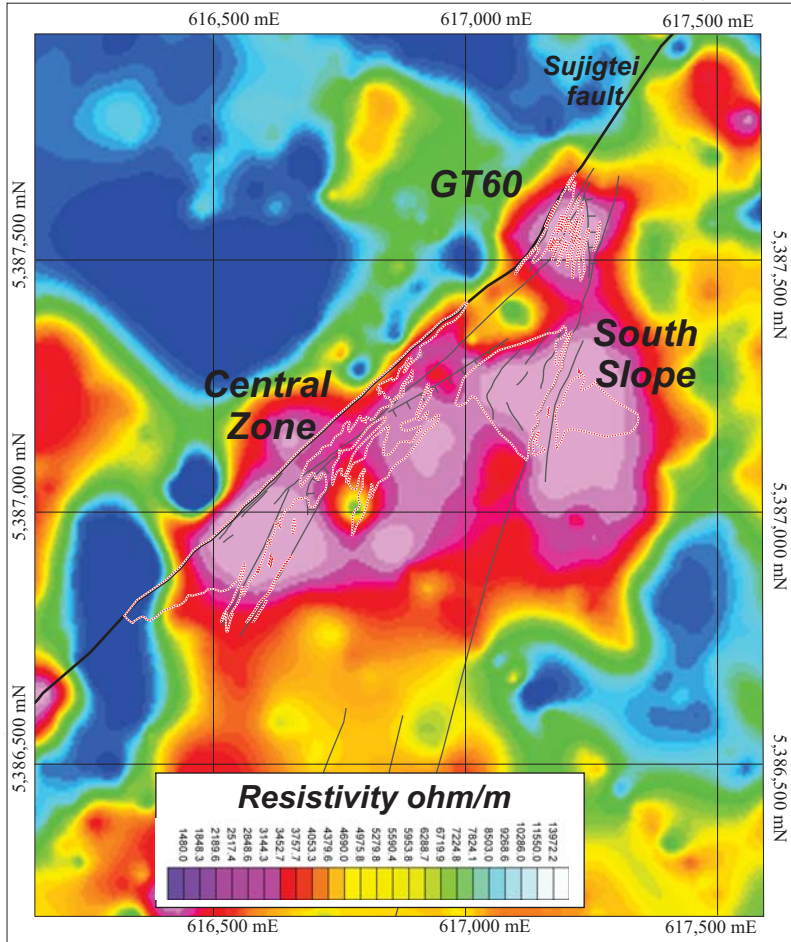 616,500 mE
617,000 mE
617,500 mN
Sujigtei
fault
GT60
5,387,500 mN
5,387,500 mN
South
Slope
Central
Zone
5,387,000 mN
5,387,000 mN
5,386,500 mN
5,386,500 mN
Resistivity ohm/m
1480.0
1848.3
2189.6
2517.4
2848.6
3144.3
3452.7
3757.7
4053.3
4379.6
4690.0
4975.8
5279.8
5590.4
5953.8
6288.7
6719.9
7224.8
7824.1
8503.0
9268.6
10286.0
11550.0
13972.2
616,500 mE
617,000 mE
617,500 mE